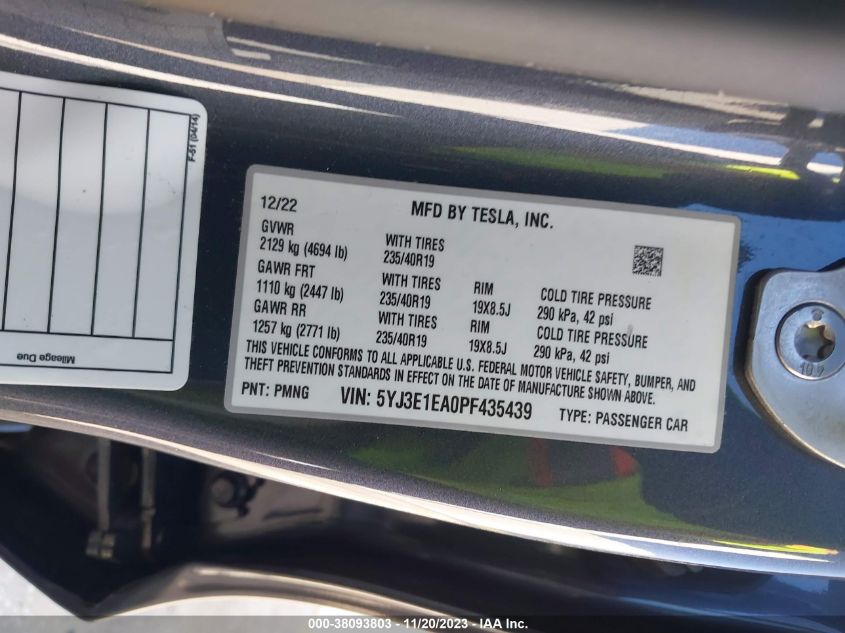 F-51 (04/14)
Mileage Due
12/22 MFD BY TESLA, INC.
GVWR
2129 kg (4694 lb) WITH TIRES 235/40R19
GAWR FRT
1110 kg (2447 lb) WITH TIRES 235/40R19 RIM 19X8.5J COLD TIRE PRESSURE 290 kPa, 42 psi
GAWR RR
1257 kg (2771 lb) WITH TIRES 235/40R19 RIM 19X8.5J COLD TIRE PRESSURE 290 kPa, 42 psi
THIS VEHICLE CONFORMS TO ALL APPLICABLE U.S. FEDERAL MOTOR VEHICLE SAFETY, BUMPER, AND
THEFT PREVENTION STANDARDS IN EFFECT ON THE DATE OF MANUFACTURE SHOWN ABOVE.
PNT: PMNG VIN: 5YJ3E1EA0PF435439 TYPE: PASSENGER CAR
10.9
000-38093803 - 11/20/2023 - IAA Inc.